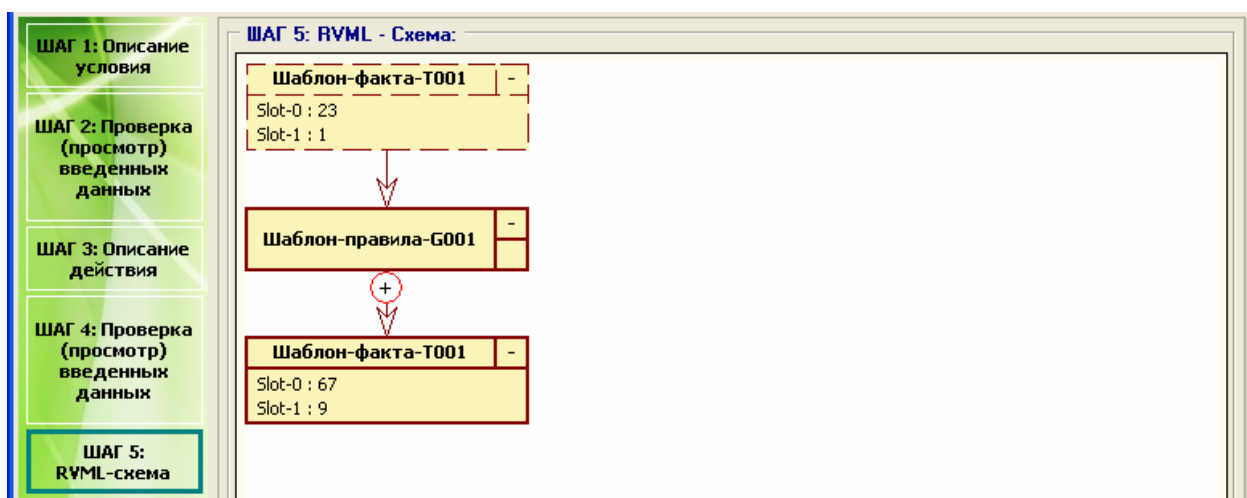 ШАГ 1: Описание
условия
ШАГ 2: Проверка
(просмотр)
введенных
данных
ШАГ 3: Описание
действия
ШАГ 4: Проверка
(просмотр)
введенных
данных
ШАГ 5:
RVML-схема
ШАГ 5: RVML - Схема:
Шаблон-факта-T001 -
Slot-0 : 23
Slot-1 : 1
Шаблон-правила-G001 -
+
Шаблон-факта-T001 -
Slot-0 : 67
Slot-1 : 9